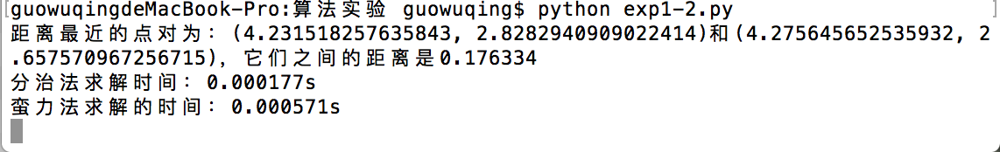 [guowuqingdeMacBook-Pro:算法实验 guowuqing$ python exp1-2.py]
距离最近的点对为：(4.231518257635843, 2.8282940909022414)和(4.275645652535932, 2
.657570967256715)，它们之间的距离是0.176334
分治法求解时间：0.000177s
蛮力法求解的时间：0.000571s